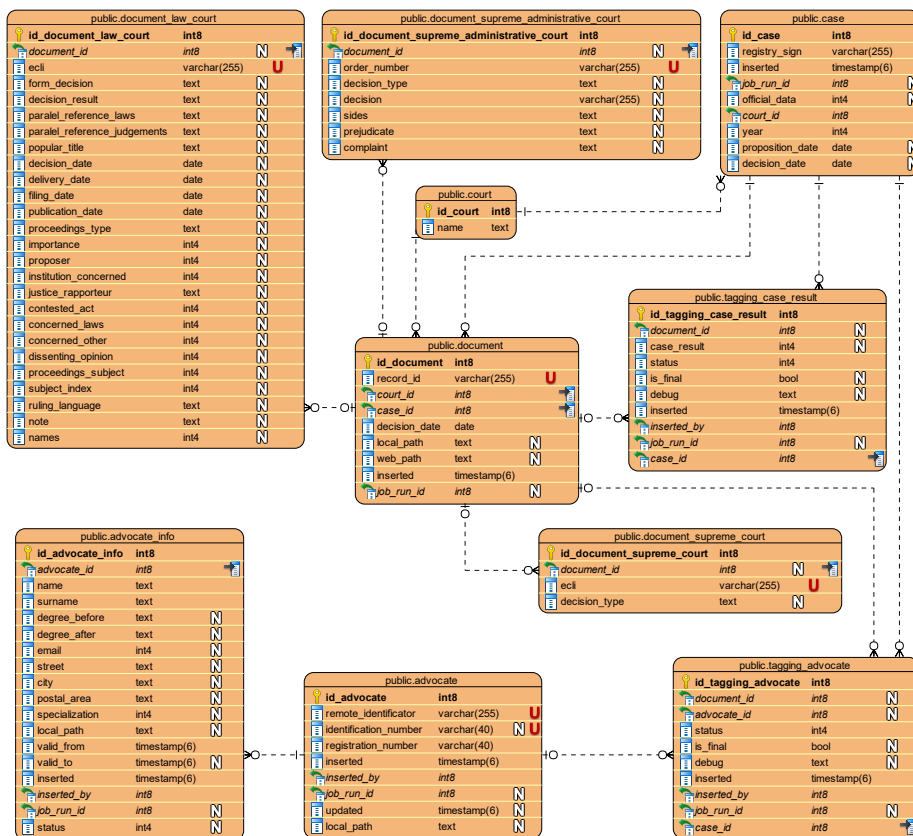 public.document_law_court
id_document_law_court int8
document_id int8 N
ecli varchar(255) U
form_decision text N
decision_result text N
paralel_reference_laws text N
paralel_reference_judgements text N
popular_title text N
decision_date date N
delivery_date date N
filing_date date N
publication_date date N
proceedings_type text N
importance int4 N
proposer int4 N
institution_concerned int4 N
justice_rapporteur text N
contested_act int4 N
concerned_laws int4 N
concerned_other int4 N
dissenting_opinion int4 N
proceedings_subject int4 N
subject_index int4 N
ruling_language text N
note text N
names int4 N
public.document_supreme_administrative_court
id_document_supreme_administrative_court int8
document_id int8 N
order_number varchar(255) U
decision_type text N
decision varchar(255) N
sides text N
prejudicate text N
complaint text N
public.case
id_case int8
registry_sign varchar(255)
inserted timestamp(6)
job_run_id int8 N
official_data int4 N
court_id int8
year int4
proposition_date date N
decision_date date N
public.court
id_court int8
name text
public.tagging_case_result
id_tagging_case_result int8
document_id int8 N
case_result int4 N
status int4
is_final bool N
debug text N
inserted timestamp(6)
inserted_by int8
job_run_id int8 N
case_id int8
public.document
id_document int8
record_id varchar(255) U
court_id int8
case_id int8
decision_date date
local_path text N
web_path text N
inserted timestamp(6)
job_run_id int8 N
public.document_supreme_court
id_document_supreme_court int8
document_id int8 N
ecli varchar(255) U
decision_type text N
public.advocate_info
id_advocate_info int8
advocate_id int8
name text
surname text
degree_before text N
degree_after text N
email int4 N
street text N
city text N
postal_area text N
specialization int4 N
local_path text N
valid_from timestamp(6)
valid_to timestamp(6) N
inserted timestamp(6)
inserted_by int8
job_run_id int8 N
status int4 N
public.advocate
id_advocate int8
remote_identificator varchar(255) U
identification_number varchar(40) N U
registration_number varchar(40)
inserted timestamp(6)
inserted_by int8
job_run_id int8 N
updated timestamp(6) N
local_path text N
public.tagging_advocate
id_tagging_advocate int8
document_id int8 N
advocate_id int8 N
status int4
is_final bool N
debug text N
inserted timestamp(6)
inserted_by int8
job_run_id int8 N
case_id int8